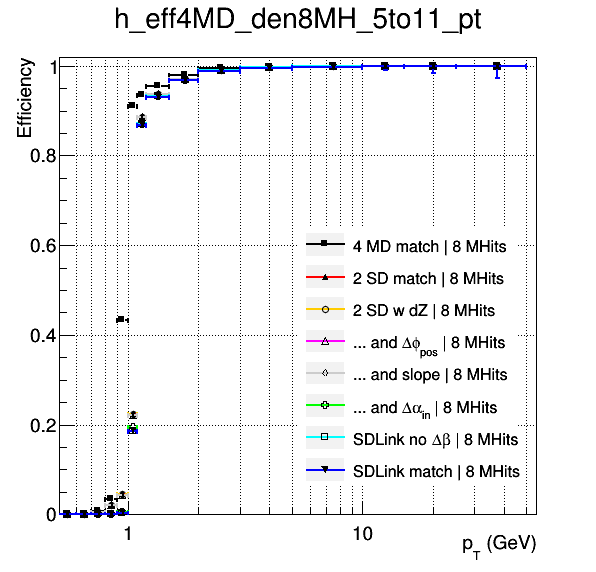 h_eff4MD_den8MH_5to11_pt
Efficiency
1
0.8
0.6
0.4
0.2
0
4 MD match | 8 MHits
2 SD match | 8 MHits
2 SD w dZ | 8 MHits
... and Δϕpos | 8 MHits
... and slope | 8 MHits
... and Δαin | 8 MHits
SDLink no Δβ | 8 MHits
SDLink match | 8 MHits
1
10
pT (GeV)